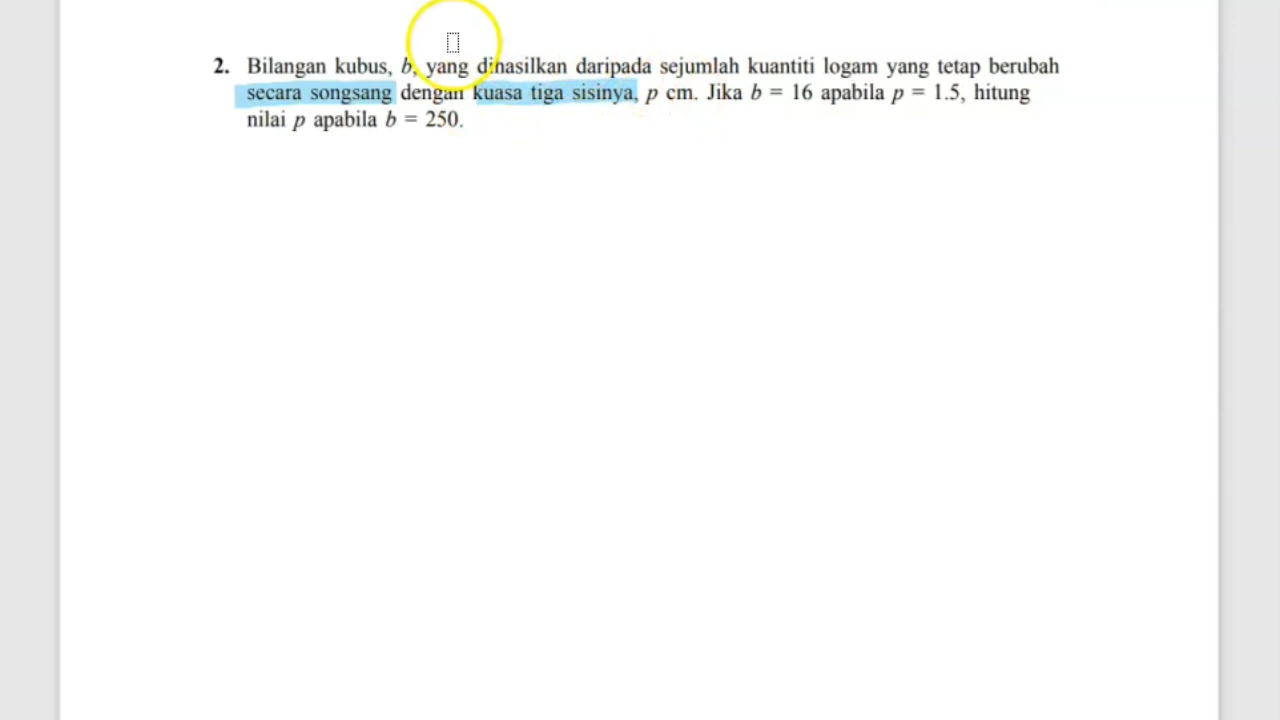 2. Bilangan kubus, b, yang dihasilkan daripada sejumlah kuantiti logam yang tetap berubah
secara songsang dengan kuasa tiga sisinya, p cm. Jika b = 16 apabila p = 1.5, hitung
nilai p apabila b = 250.